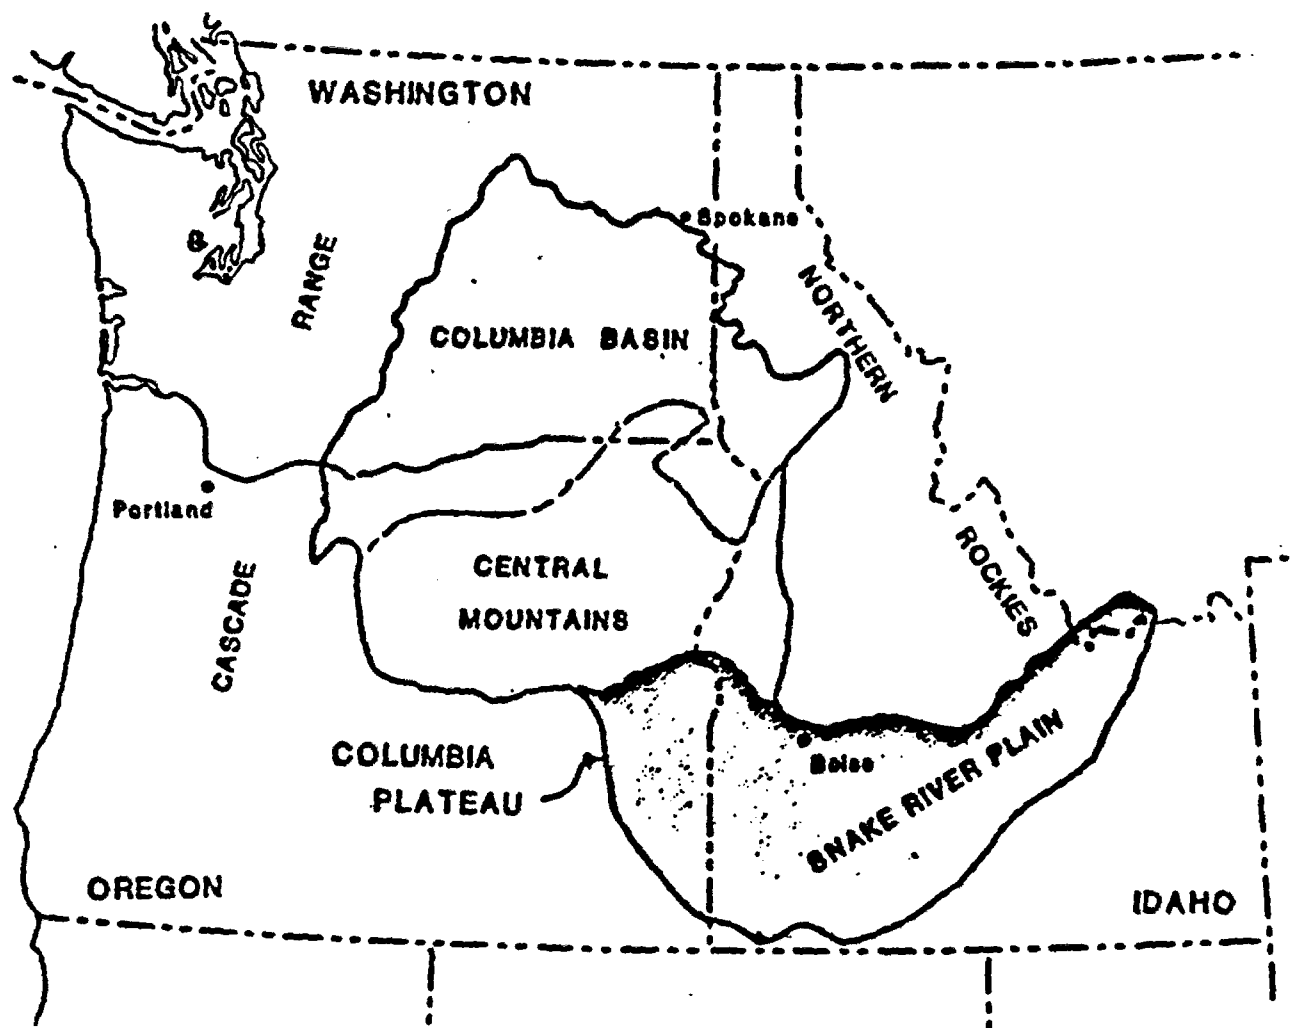 WASHINGTON
Spokane
RANGE
NORTHERN
COLUMBIA BASIN
Portland
CENTRAL
MOUNTAINS
ROCKIES
CASCADE
COLUMBIA
PLATEAU
Boise
SNAKE RIVER PLAIN
OREGON
IDAHO